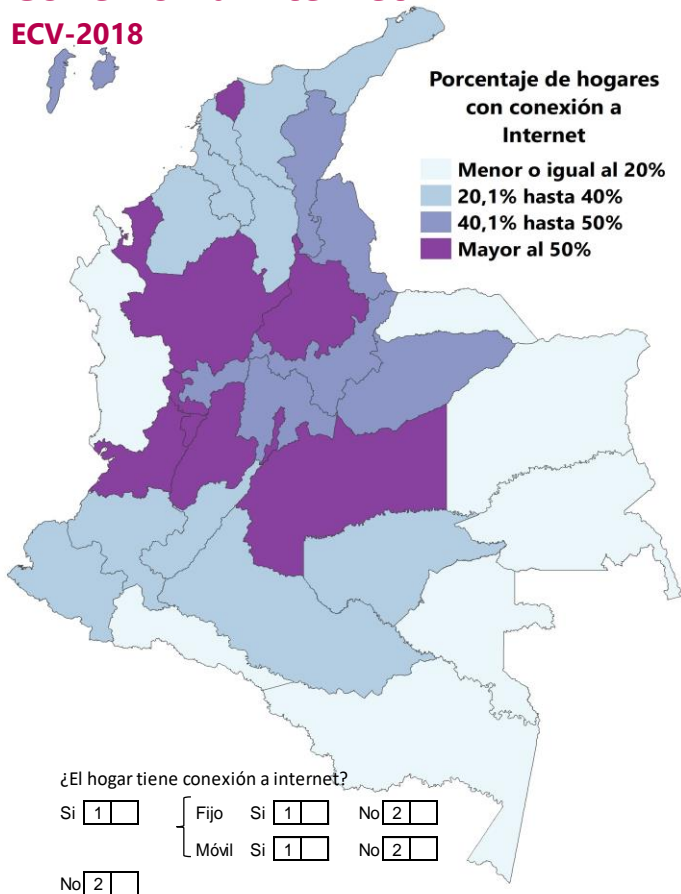 ECV-2018
Porcentaje de hogares
con conexión a
Internet
Menor o igual al 20%
20,1% hasta 40%
40,1% hasta 50%
Mayor al 50%
¿El hogar tiene conexión a internet?
Si 1 Fijo Si 1 No 2
Móvil Si 1 No 2
No 2